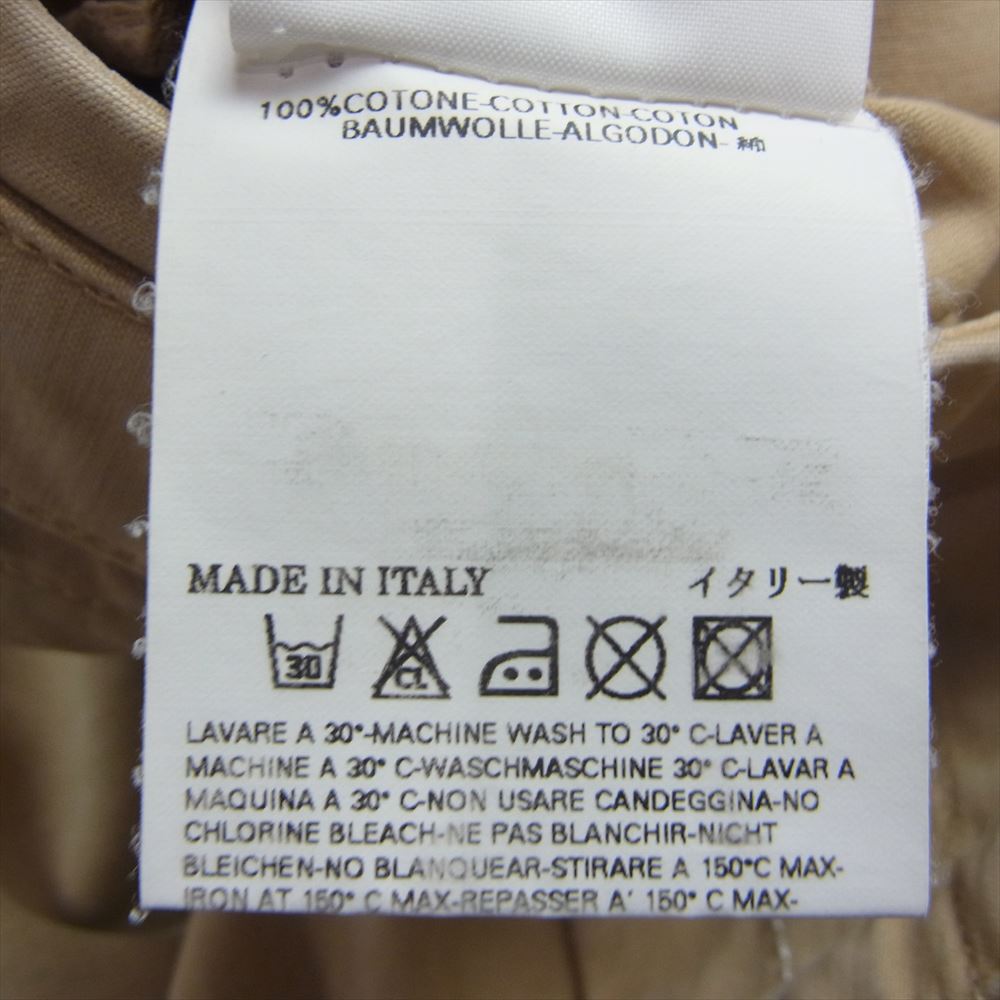 100%COTONE-COTTON-COTON
BAUMWOLLE-ALGODON- 綿
MADE IN ITALY イタリー製
30 CL
LAVARE A 30°-MACHINE WASH TO 30° C-LAVER A
MACHINE A 30° C-WASCHMASCHINE 30° C-LAVAR A
MAQUINA A 30° C-NON USARE CANDEGGINA-NO
CHLORINE BLEACH-NE PAS BLANCHIR-NICHT
BLEICHEN-NO BLANQUEAR-STIRARE A 150°C MAX-
IRON AT 150° C MAX-REPASSER A' 150° C MAX-